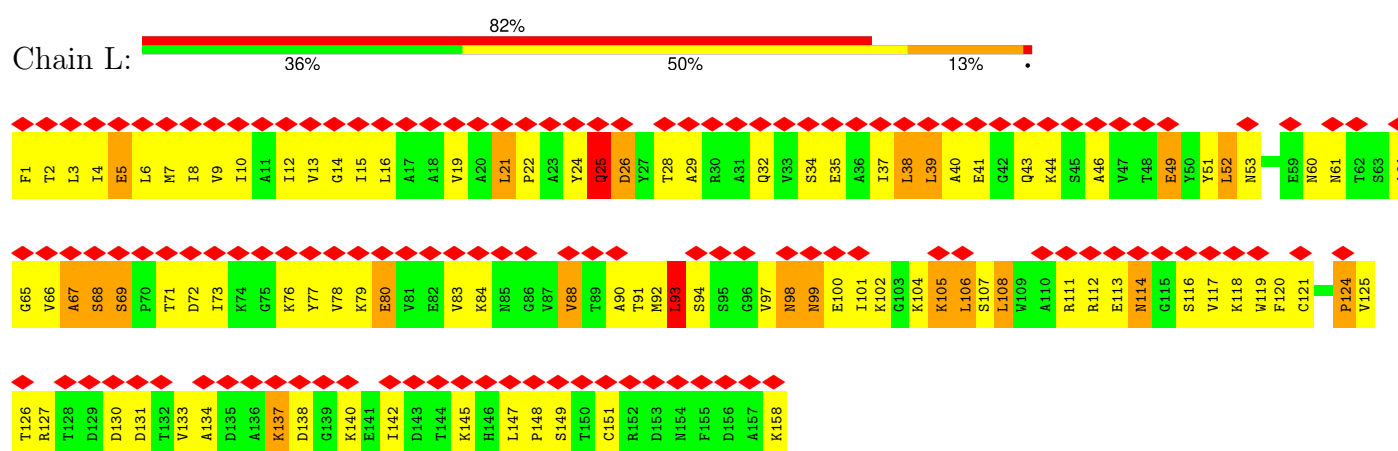 82%
Chain L:
36% 50% 13% •
F1 T2 L3 I4 E5 L6 M7 I8 V9 I10 A11 I12 V13 G14 I15 L16 A17 A18 V19 A20 L21 P22 A23 Y24 Q25 D26 Y27 T28 A29 R30 A31 Q32 V33 S34 E35 A36 I37 L38 L39 A40 E41 G42 Q43 K44 S45 A46 V47 T48 E49 Y50 Y51 L52 N53 E59 N60 N61 T62 S63
G65 V66 A67 S68 S69 P70 T71 D72 I73 K74 G75 K76 Y77 V78 K79 E80 V81 E82 V83 K84 N85 G86 V87 V88 T89 A90 T91 M92 L93 S94 S95 G96 V97 N98 N99 E100 I101 K102 G103 K104 K105 L106 S107 L108 W109 A110 R111 R112 E113 N114 G115 S116 V117 K118 W119 F120 C121 P124 V125
T126 R127 T128 D129 D130 D131 T132 V133 A134 D135 A136 K137 D138 G139 K140 E141 I142 D143 T144 K145 H146 L147 P148 S149 T150 C151 R152 D153 N154 F155 D156 A157 K158